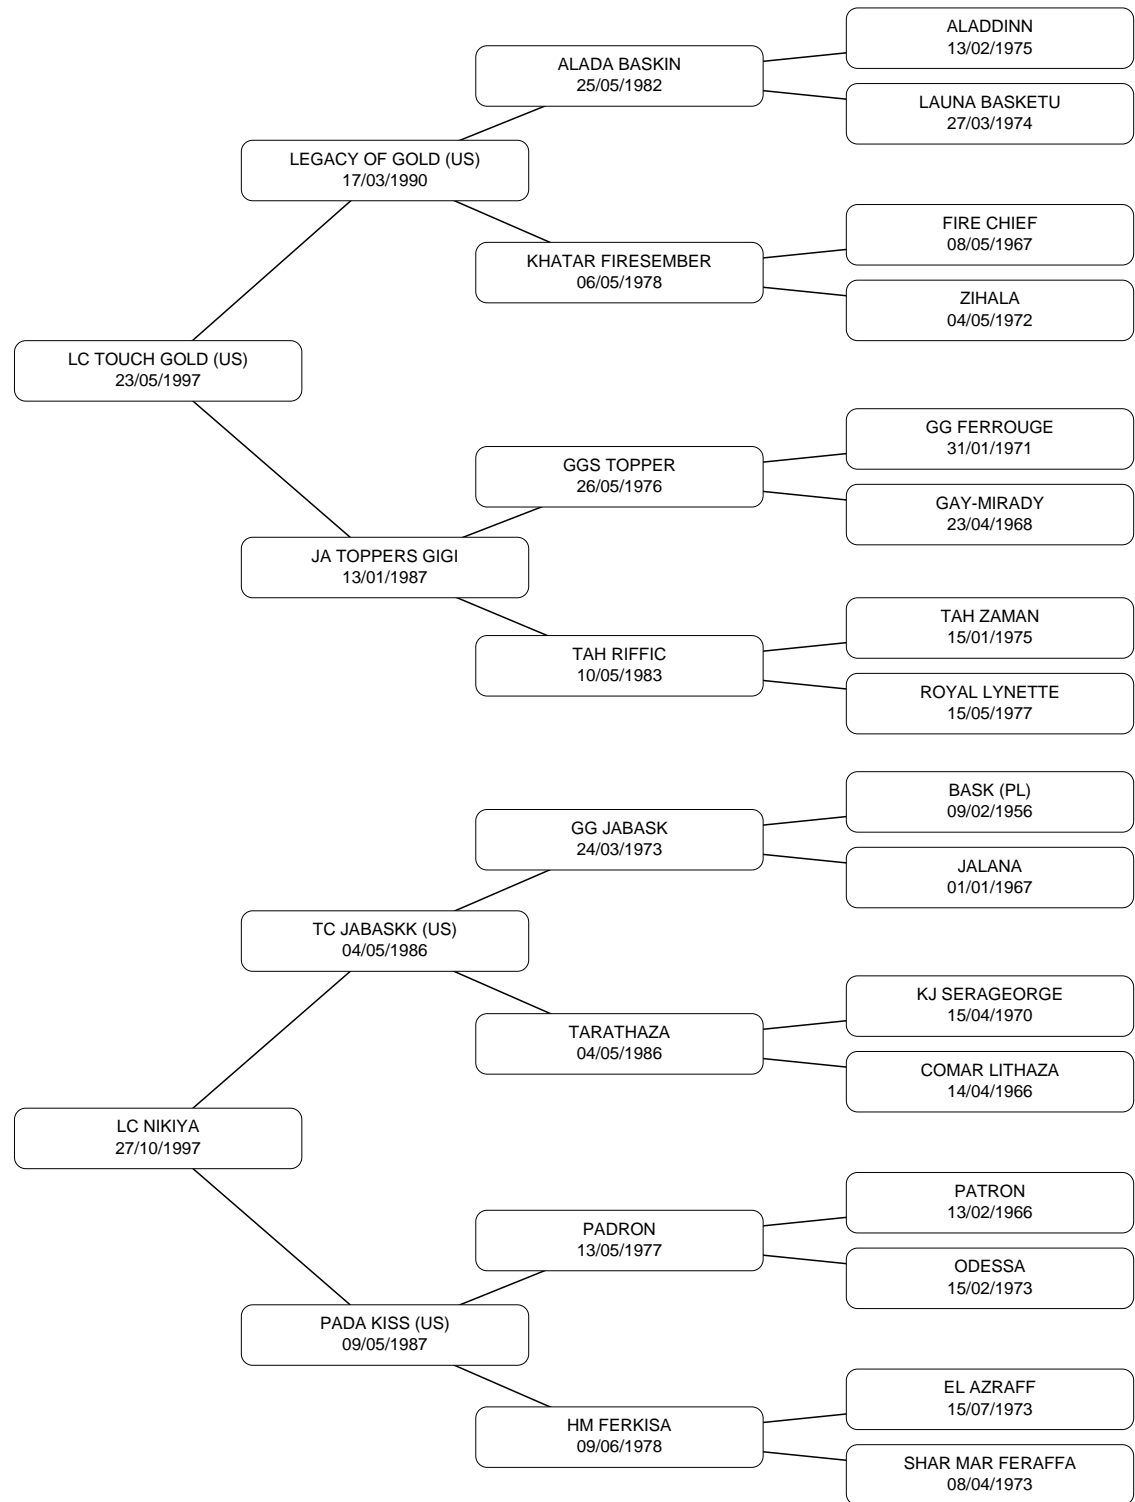 ALADDINN
13/02/1975
ALADA BASKIN
25/05/1982
LAUNA BASKETU
27/03/1974
LEGACY OF GOLD (US)
17/03/1990
FIRE CHIEF
08/05/1967
KHATAR FIRESEMBER
06/05/1978
ZIHALA
04/05/1972
LC TOUCH GOLD (US)
23/05/1997
GG FERROUGE
31/01/1971
GGS TOPPER
26/05/1976
GAY-MIRADY
23/04/1968
JA TOPPERS GIGI
13/01/1987
TAH ZAMAN
15/01/1975
TAH RIFFIC
10/05/1983
ROYAL LYNETTE
15/05/1977
BASK (PL)
09/02/1956
GG JABASK
24/03/1973
JALANA
01/01/1967
TC JABASKK (US)
04/05/1986
KJ SERAGEORGE
15/04/1970
TARATHAZA
04/05/1986
COMAR LITHAZA
14/04/1966
LC NIKIYA
27/10/1997
PATRON
13/02/1966
PADRON
13/05/1977
ODESSA
15/02/1973
PADA KISS (US)
09/05/1987
EL AZRAFF
15/07/1973
HM FERKISA
09/06/1978
SHAR MAR FERAFFA
08/04/1973